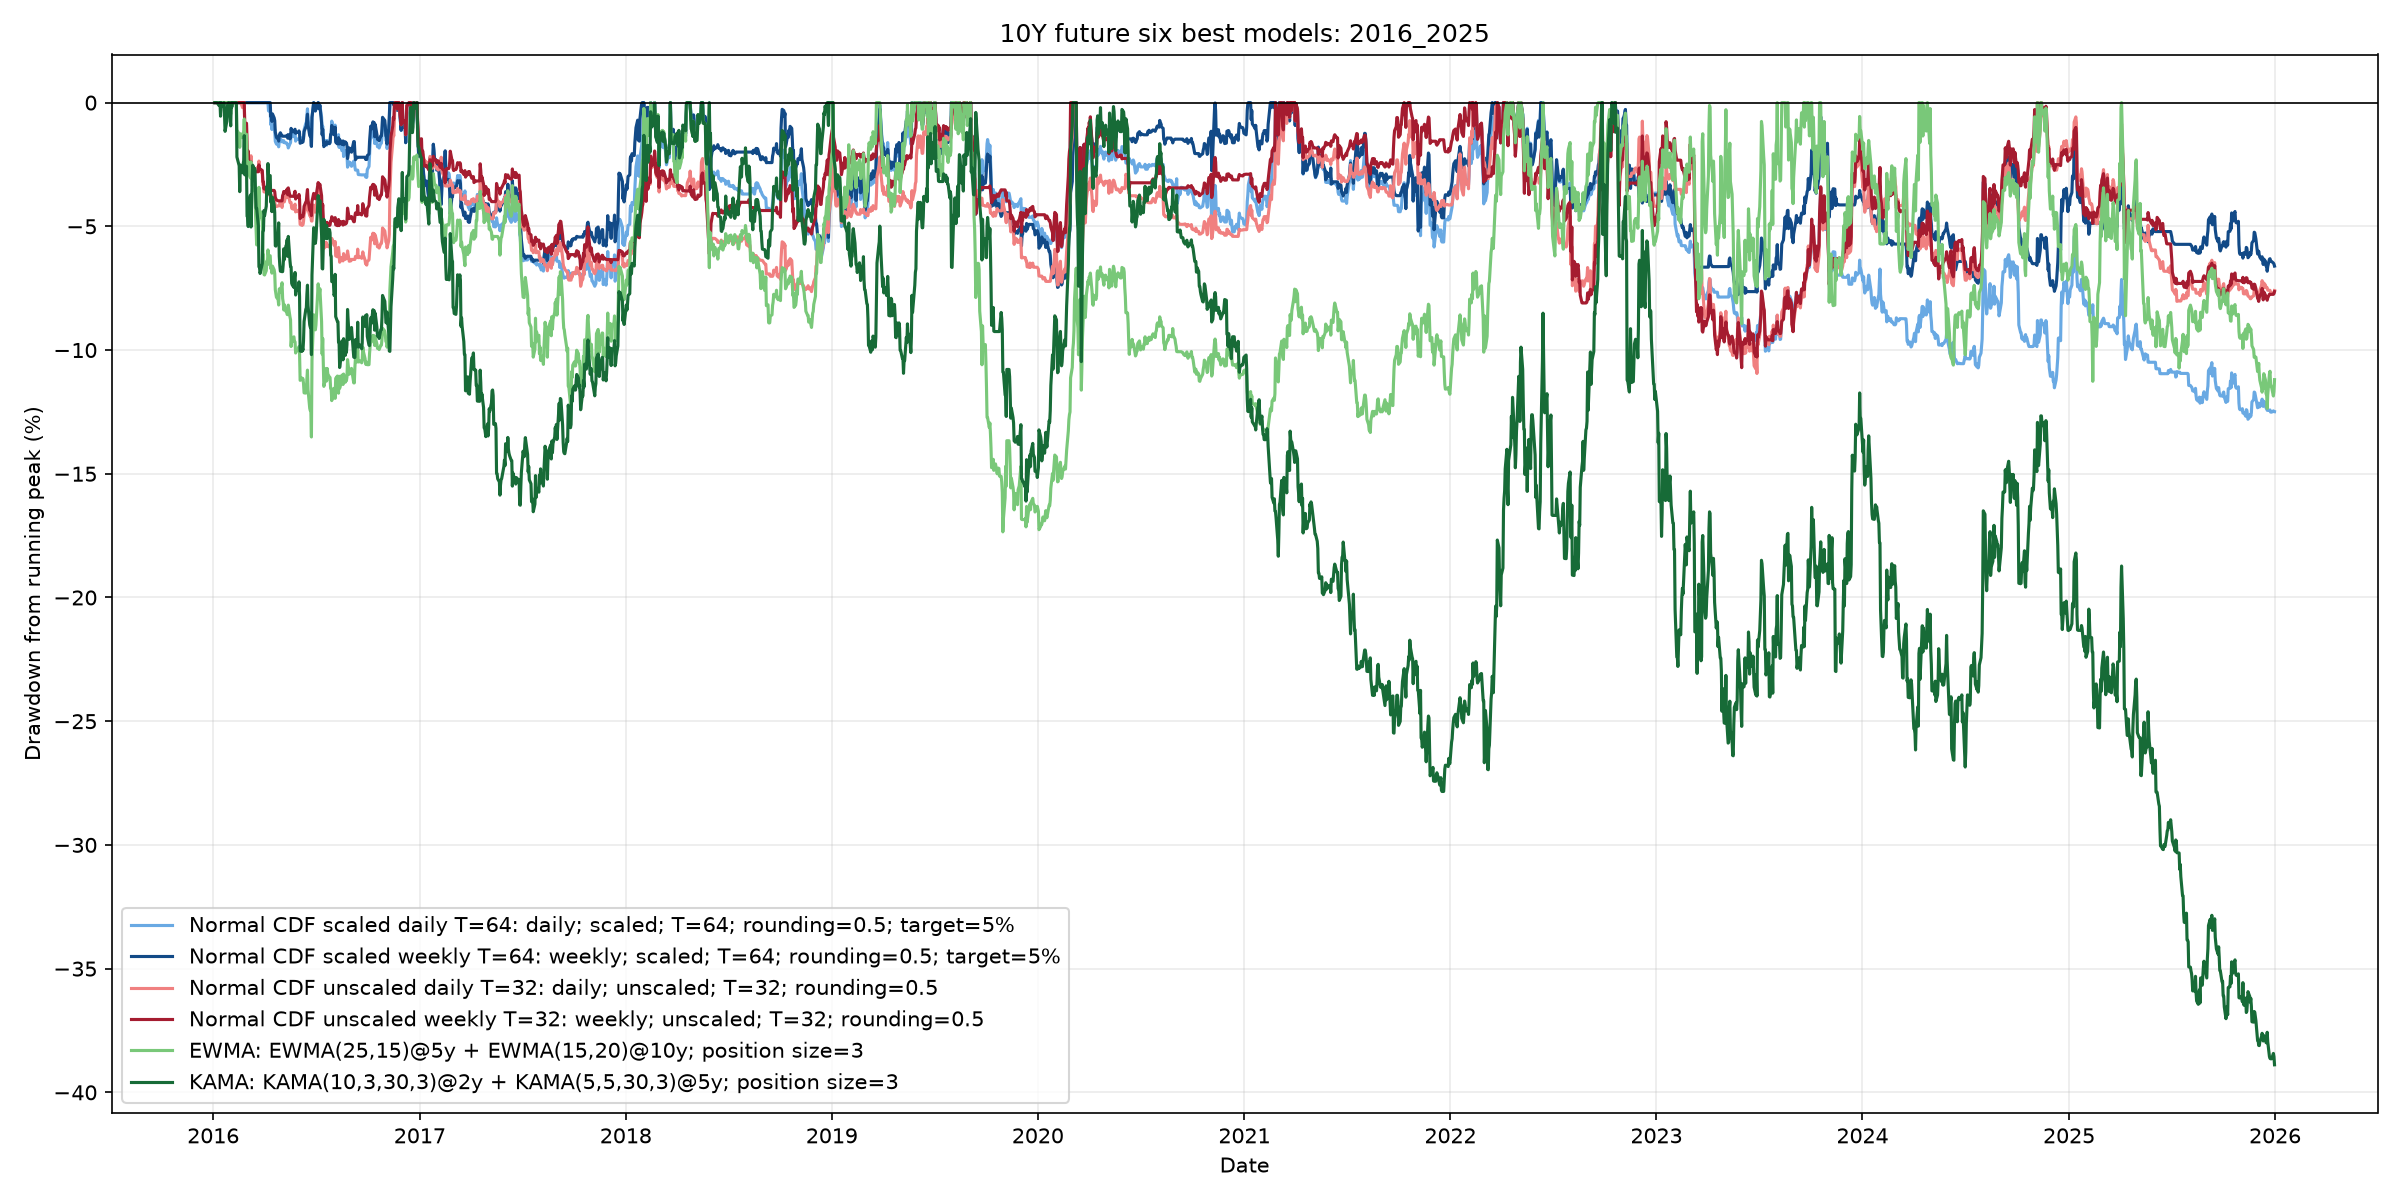 10Y future six best models: 2016_2025
Drawdown from running peak (%)
0
−5
−10
−15
−20
−25
−30
−35
−40
Normal CDF scaled daily T=64: daily; scaled; T=64; rounding=0.5; target=5%
Normal CDF scaled weekly T=64: weekly; scaled; T=64; rounding=0.5; target=5%
Normal CDF unscaled daily T=32: daily; unscaled; T=32; rounding=0.5
Normal CDF unscaled weekly T=32: weekly; unscaled; T=32; rounding=0.5
EWMA: EWMA(25,15)@5y + EWMA(15,20)@10y; position size=3
KAMA: KAMA(10,3,30,3)@2y + KAMA(5,5,30,3)@5y; position size=3
2016 2017 2018 2019 2020 2021 2022 2023 2024 2025 2026
Date